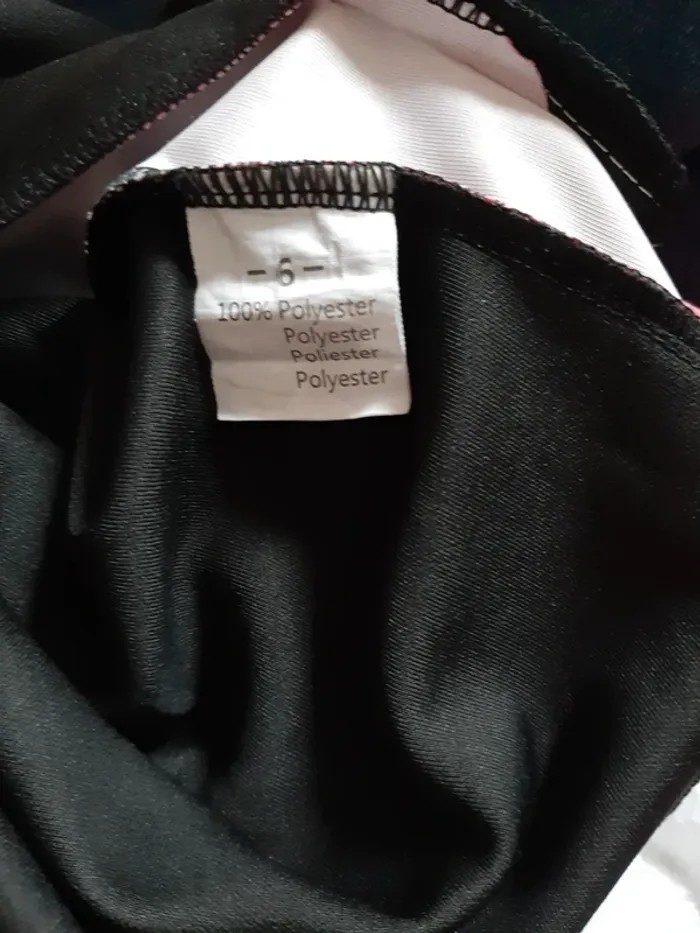 - 6 -
100% Polyester
Polyester
Poliester
Polyester